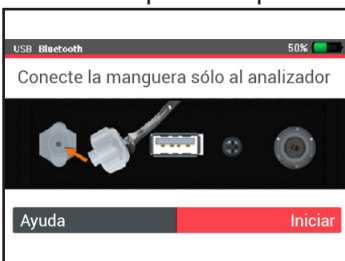 USB Bluetooth 50%
Conecte la manguera sólo al analizador
Ayuda Iniciar